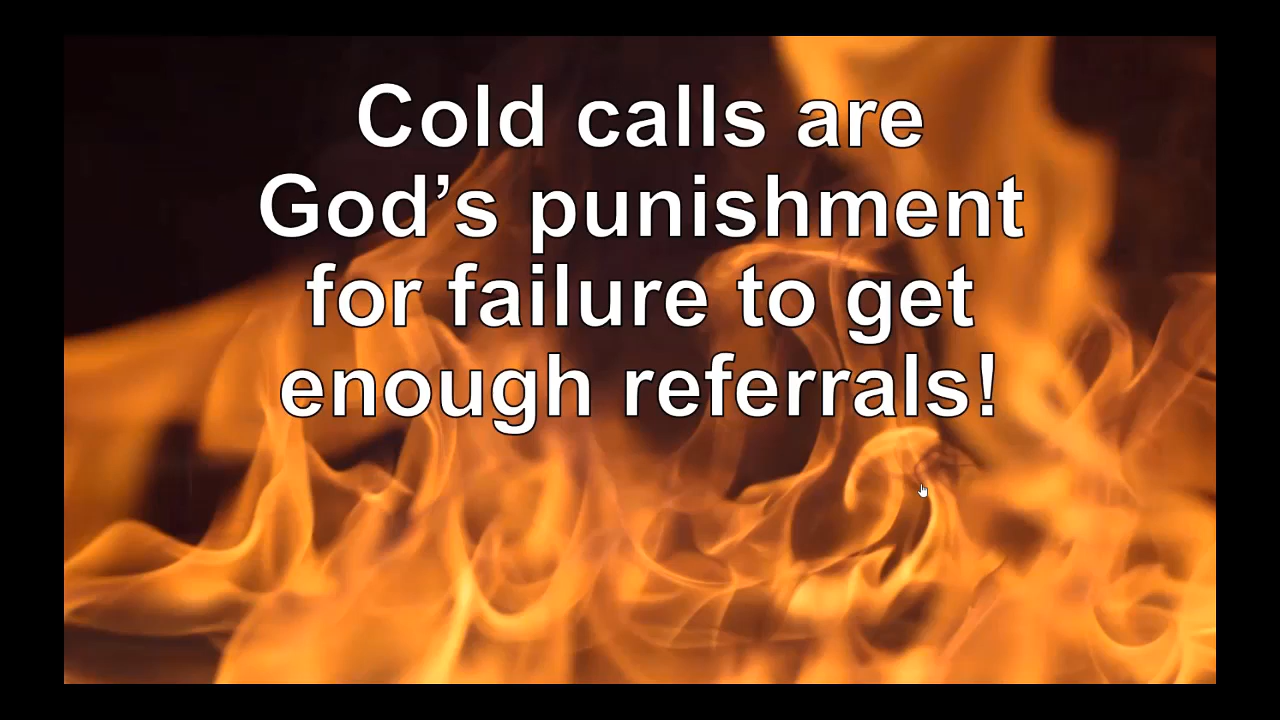 Cold calls are
God’s punishment
for failure to get
enough referrals!